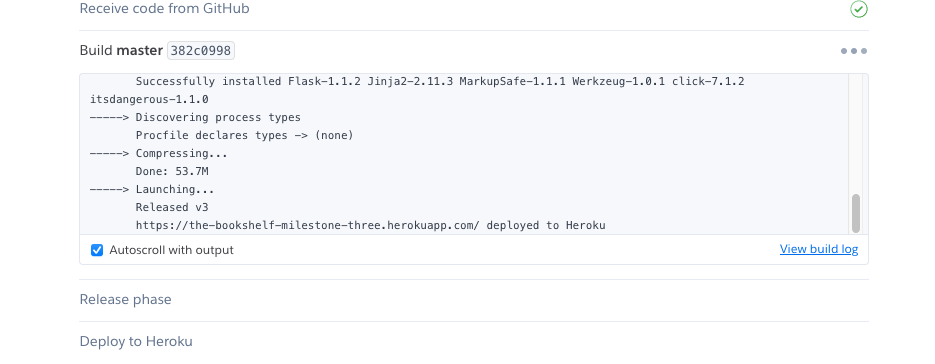 Receive code from GitHub
Build master 382c0998
Successfully installed Flask-1.1.2 Jinja2-2.11.3 MarkupSafe-1.1.1 Werkzeug-1.0.1 click-7.1.2
itsdangerous-1.1.0
-----> Discovering process types
Procfile declares types -> (none)
-----> Compressing...
Done: 53.7M
-----> Launching...
Released v3
https://the-bookshelf-milestone-three.herokuapp.com/ deployed to Heroku
Autoscroll with output View build log
Release phase
Deploy to Heroku